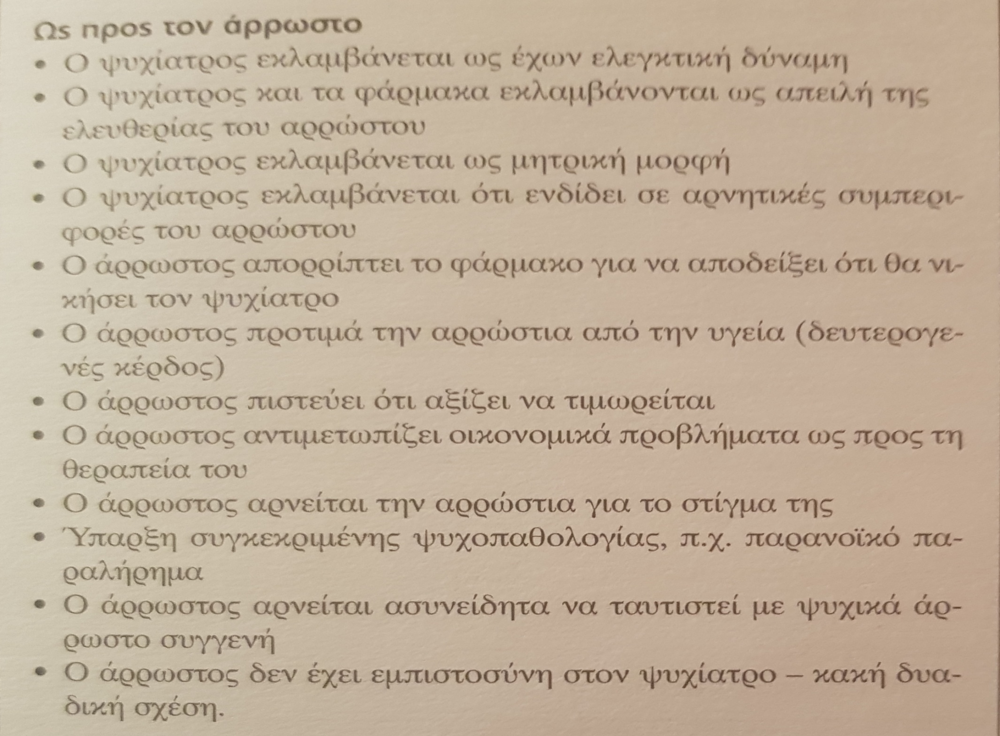 Ως προς τον άρρωστο
• Ο ψυχίατρος εκλαμβάνεται ως έχων ελεγκτική δύναμη
• Ο ψυχίατρος και τα φάρμακα εκλαμβάνονται ως απειλή της
ελευθερίας του αρρώστου
• Ο ψυχίατρος εκλαμβάνεται ως μητρική μορφή
• Ο ψυχίατρος εκλαμβάνεται ότι ενδίδει σε αρνητικές συμπερι-
φορές του αρρώστου
• Ο άρρωστος απορρίπτει το φάρμακο για να αποδείξει ότι θα νι-
κήσει τον ψυχίατρο
• Ο άρρωστος προτιμά την αρρώστια από την υγεία (δευτερογε-
νές κέρδος)
• Ο άρρωστος πιστεύει ότι αξίζει να τιμωρείται
• Ο άρρωστος αντιμετωπίζει οικονομικά προβλήματα ως προς τη
θεραπεία του
• Ο άρρωστος αρνείται την αρρώστια για το στίγμα της
• Ύπαρξη συγκεκριμένης ψυχοπαθολογίας, π.χ. παρανοϊκό πα-
ραλήρημα
• Ο άρρωστος αρνείται ασυνείδητα να ταυτιστεί με ψυχικά άρ-
ρωστο συγγενή
• Ο άρρωστος δεν έχει εμπιστοσύνη στον ψυχίατρο – κακή δυα-
δική σχέση.